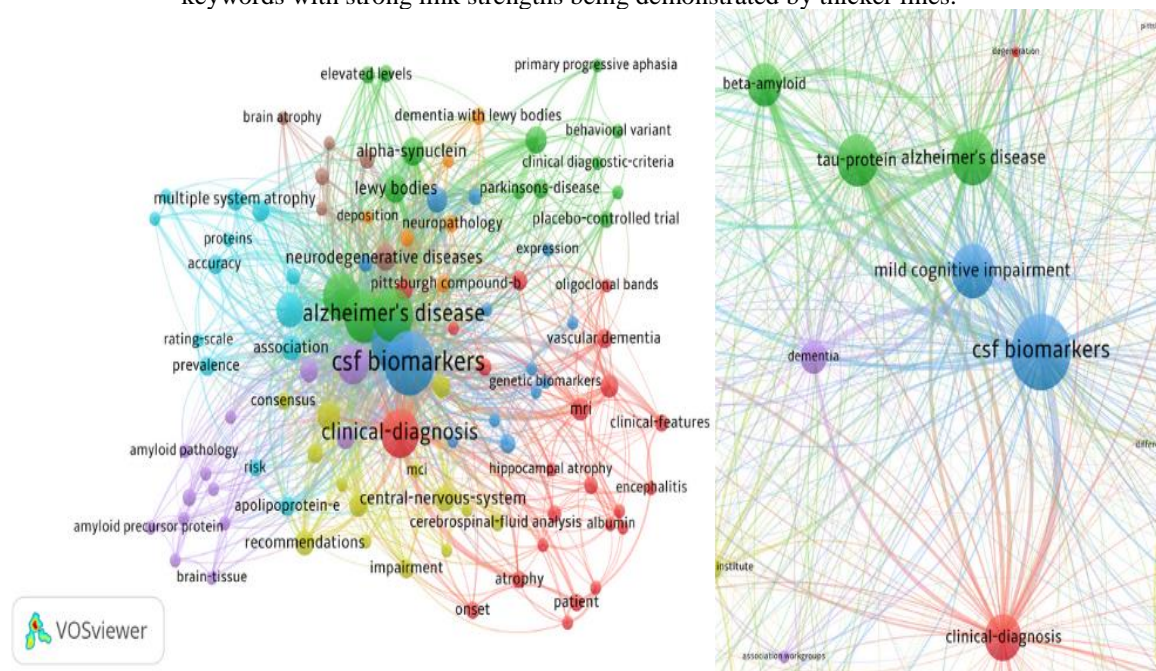 keywords with strong link strengths being demonstrated by thicker lines.
elevated levels
primary progressive aphasia
brain atrophy
dementia with lewy bodies
behavioral variant
alpha-synuclein
clinical diagnostic-criteria
lewy bodies
parkinsons-disease
multiple system atrophy
deposition
neuropathology
placebo-controlled trial
proteins
expression
accuracy
neurodegenerative diseases
pittsburgh compound-b
oligoclonal bands
alzheimer's disease
rating-scale
association
vascular dementia
prevalence
csf biomarkers
genetic biomarkers
consensus
mri
clinical-features
clinical-diagnosis
amyloid pathology
risk
mci
hippocampal atrophy
apolipoprotein-e
central-nervous-system
encephalitis
amyloid precursor protein
cerebrospinal-fluid analysis
albumin
recommendations
brain-tissue
impairment
atrophy
onset
patient
VOSviewer
degeneration
beta-amyloid
tau-protein
alzheimer's disease
mild cognitive impairment
dementia
csf biomarkers
institute
clinical-diagnosis
association workgroups